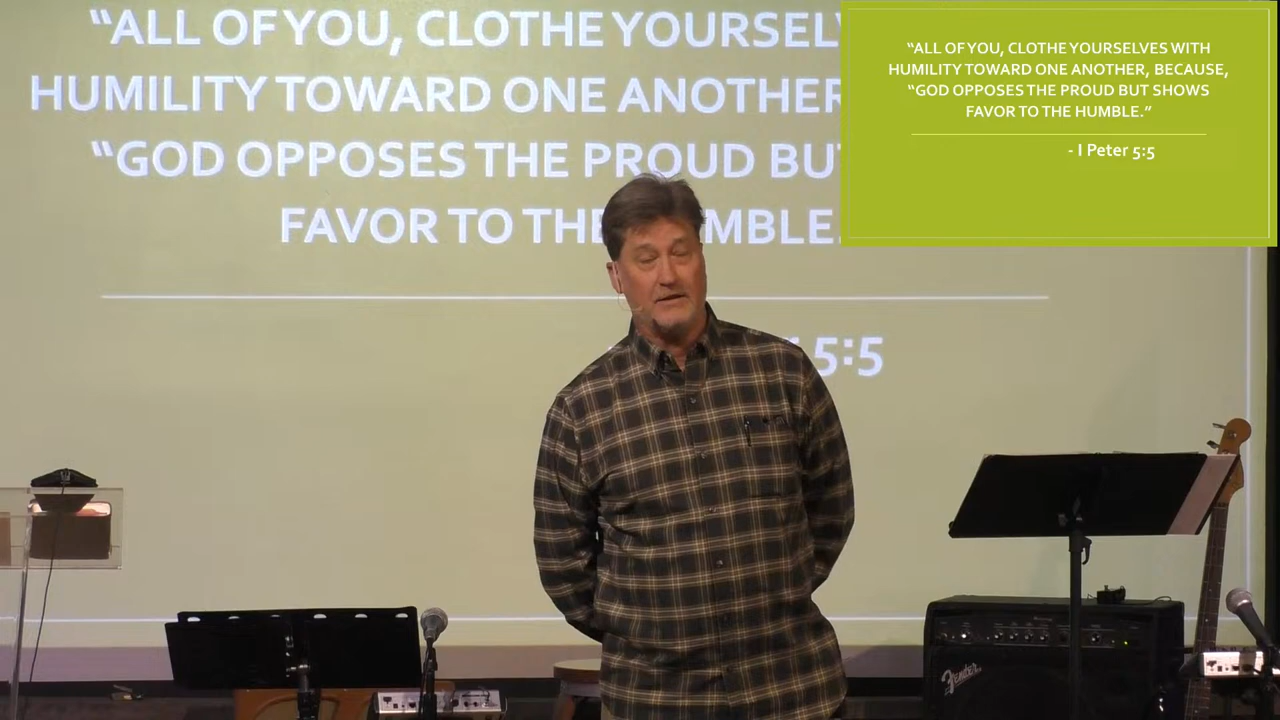 “ALL OF YOU, CLOTHE YOURSELV
HUMILITY TOWARD ONE ANOTHER
“GOD OPPOSES THE PROUD BU
FAVOR TO THE MBLE.
5:5
“ALL OF YOU, CLOTHE YOURSELVES WITH
HUMILITY TOWARD ONE ANOTHER, BECAUSE,
“GOD OPPOSES THE PROUD BUT SHOWS
FAVOR TO THE HUMBLE.”
- I Peter 5:5
Fender